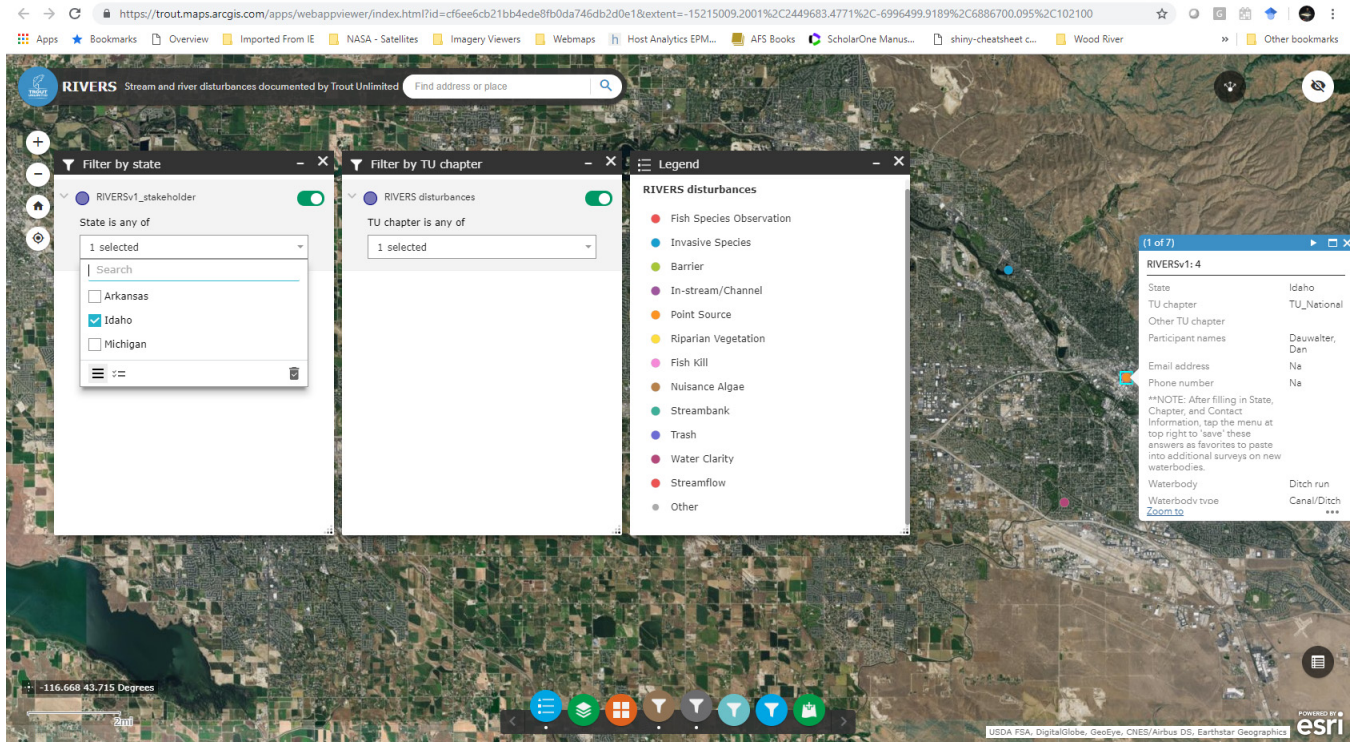 https://trout.maps.arcgis.com/apps/webappviewer/index.html?id=cf6ee6cb21bb4ede8fb0da746db2d0e1&extent=-15215009.2001%2C2449683.4771%2C-6996499.9189%2C6886700.095%2C102100
Apps Bookmarks Overview Imported From IE NASA - Satellites Imagery Viewers Webmaps Host Analytics EPM... AFS Books ScholarOne Manus... shiny-cheatsheet c... Wood River » Other bookmarks
TROUT
RIVERS Stream and river disturbances documented by Trout Unlimited Find address or place
Filter by state
RIVERSv1_stakeholder
State is any of
1 selected
Search
Arkansas
Idaho
Michigan
Filter by TU chapter
RIVERS disturbances
TU chapter is any of
1 selected
Legend
RIVERS disturbances
Fish Species Observation
Invasive Species
Barrier
In-stream/Channel
Point Source
Riparian Vegetation
Fish Kill
Nuisance Algae
Streambank
Trash
Water Clarity
Streamflow
Other
(1 of 7)
RIVERSv1: 4
State Idaho
TU chapter TU_National
Other TU chapter
Participant names Dauwalter,
Dan
Email address Na
Phone number Na
**NOTE: After filling in State,
Chapter, and Contact
Information, tap the menu at
top right to 'save' these
answers as favorites to paste
into additional surveys on new
waterbodies.
Waterbody Ditch run
Waterbody type Canal/Ditch
Zoom to
-116.668 43.715 Degrees
2mi
USDA FSA, DigitalGlobe, GeoEye, CNES/Airbus DS, Earthstar Geographics
POWERED BY
esri